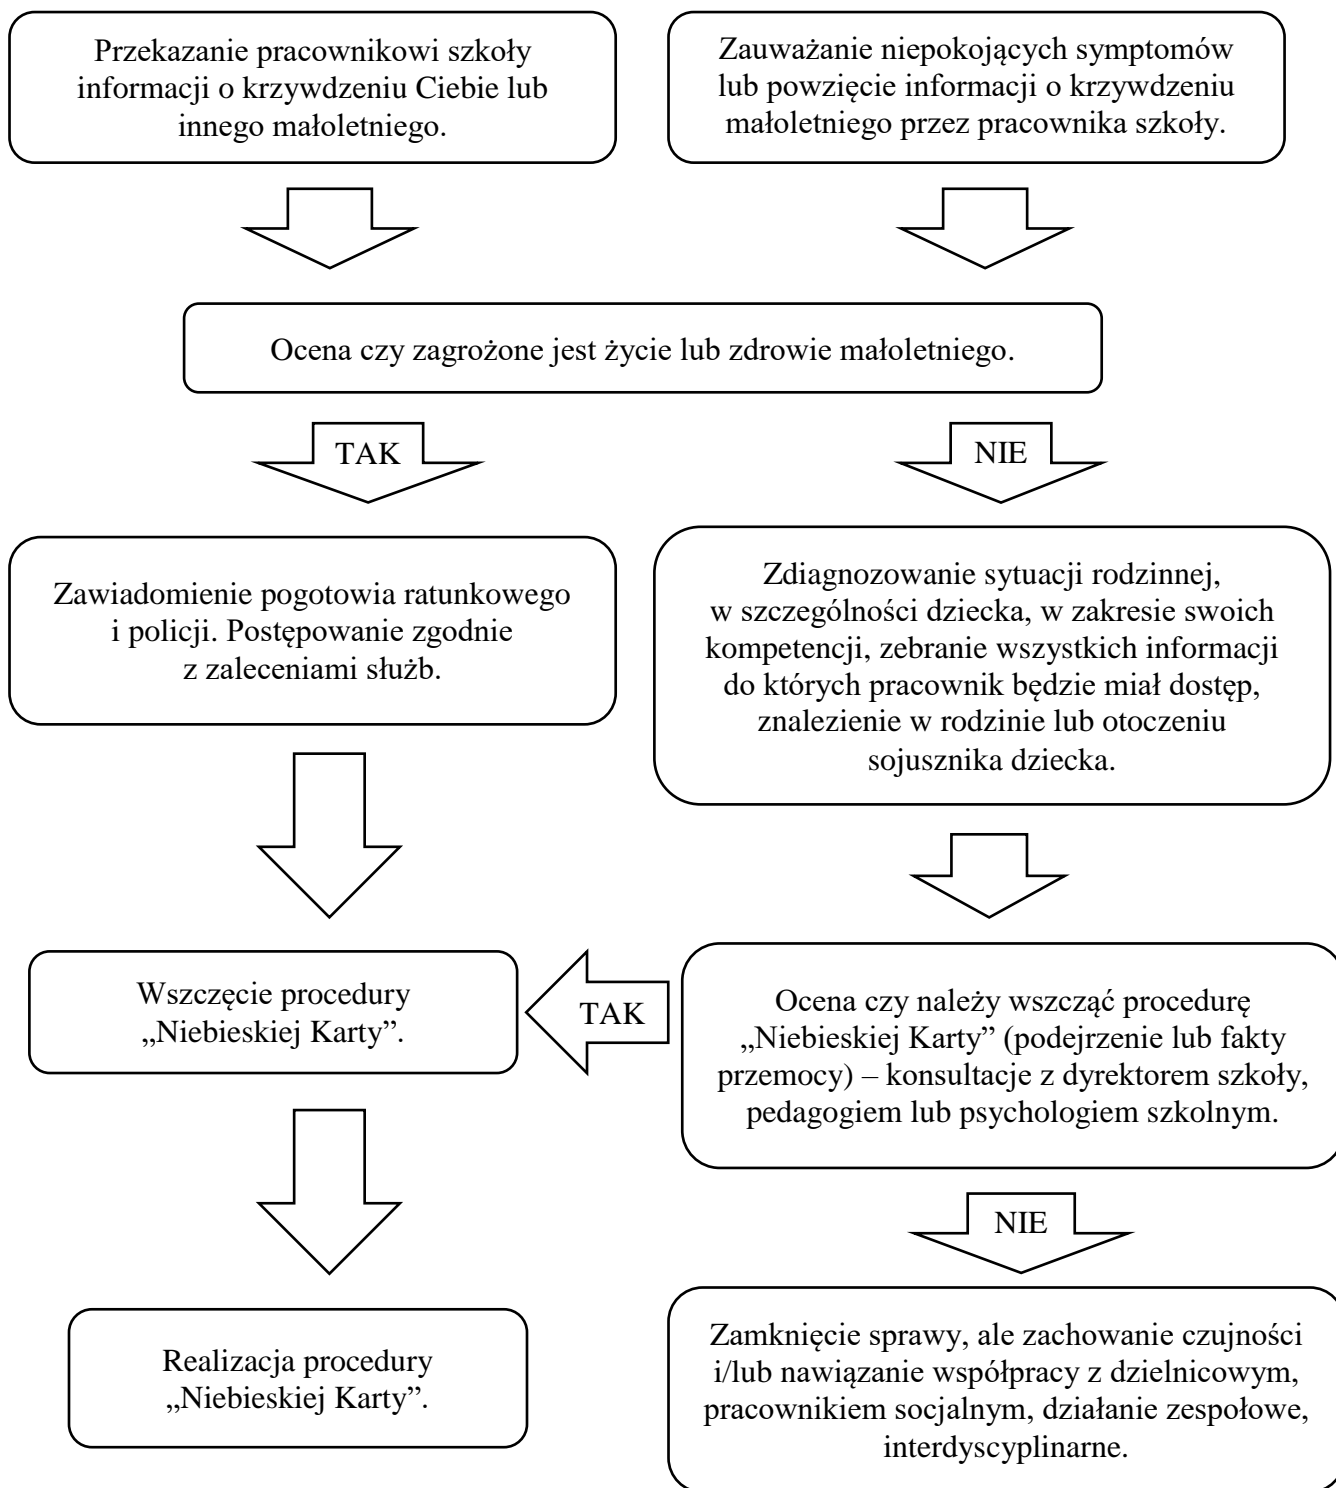 Przekazanie pracownikowi szkoły
informacji o krzywdzeniu Ciebie lub
innego małoletniego.
Zauważanie niepokojących symptomów
lub powzięcie informacji o krzywdzeniu
małoletniego przez pracownika szkoły.
Ocena czy zagrożone jest życie lub zdrowie małoletniego.
TAK
NIE
Zawiadomienie pogotowia ratunkowego
i policji. Postępowanie zgodnie
z zaleceniami służb.
Zdiagnozowanie sytuacji rodzinnej,
w szczególności dziecka, w zakresie swoich
kompetencji, zebranie wszystkich informacji
do których pracownik będzie miał dostęp,
znalezienie w rodzinie lub otoczeniu
sojusznika dziecka.
Wszczęcie procedury
„Niebieskiej Karty”.
TAK
Ocena czy należy wszcząć procedurę
„Niebieskiej Karty” (podejrzenie lub fakty
przemocy) – konsultacje z dyrektorem szkoły,
pedagogiem lub psychologiem szkolnym.
NIE
Realizacja procedury
„Niebieskiej Karty”.
Zamknięcie sprawy, ale zachowanie czujności
i/lub nawiązanie współpracy z dzielnicowym,
pracownikiem socjalnym, działanie zespołowe,
interdyscyplinarne.